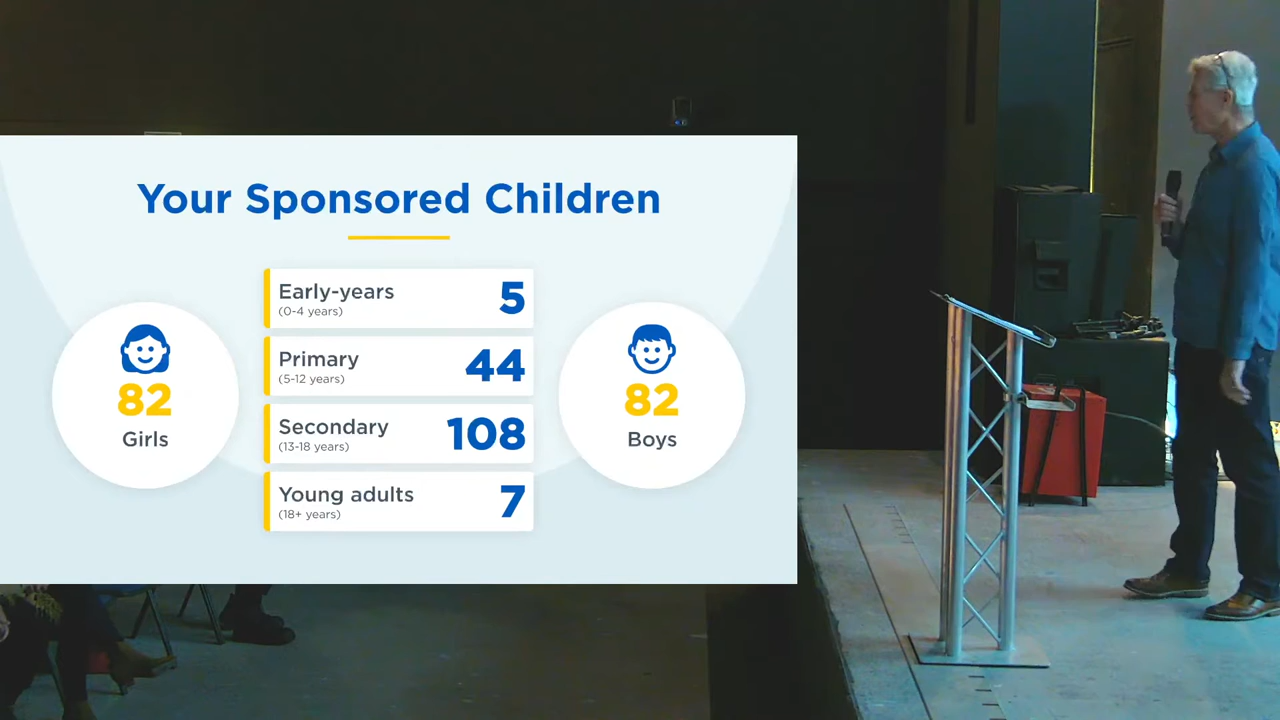 Your Sponsored Children
82
Girls
Early-years
(0-4 years)
5
Primary
(5-12 years)
44
Secondary
(13-18 years)
108
Young adults
(18+ years)
7
82
Boys